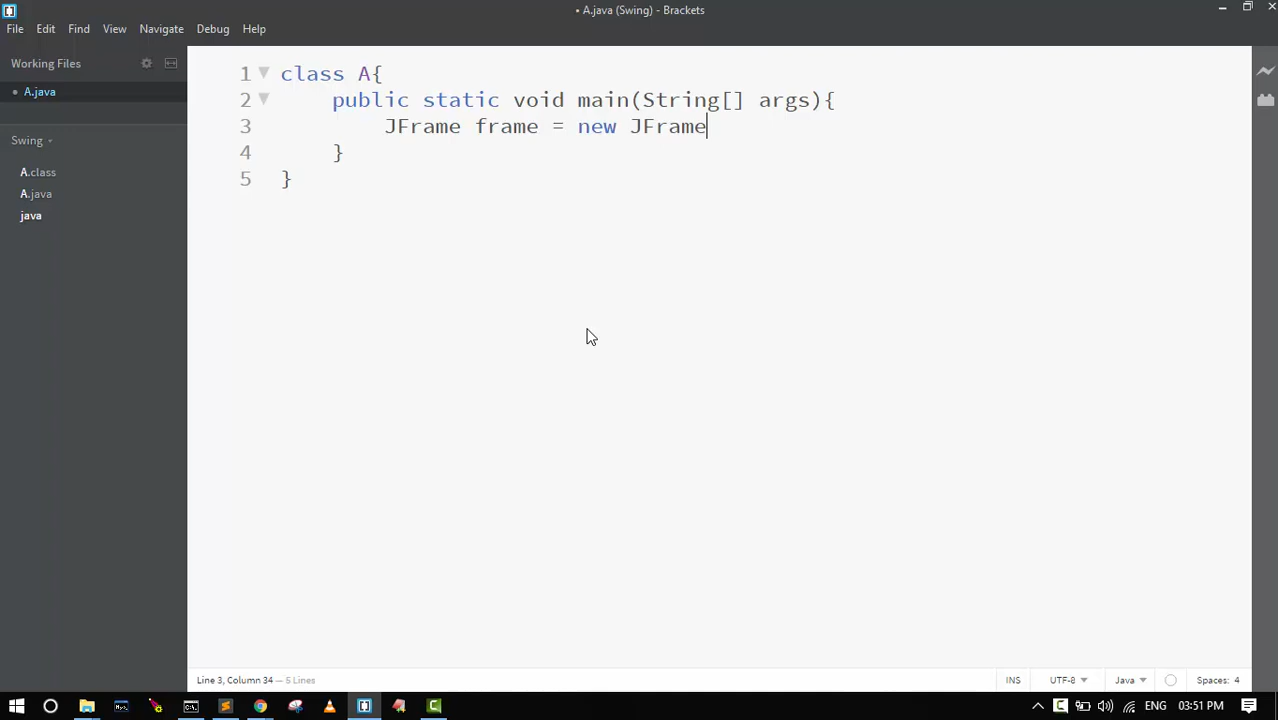 • A.java (Swing) - Brackets
File Edit Find View Navigate Debug Help
Working Files
• A.java
Swing
A.class
A.java
java
1 class A{
2 public static void main(String[] args){
3 JFrame frame = new JFrame
4 }
5 }
Line 3, Column 34 — 5 Lines
INS UTF-8 Java Spaces: 4
ENG 03:51 PM